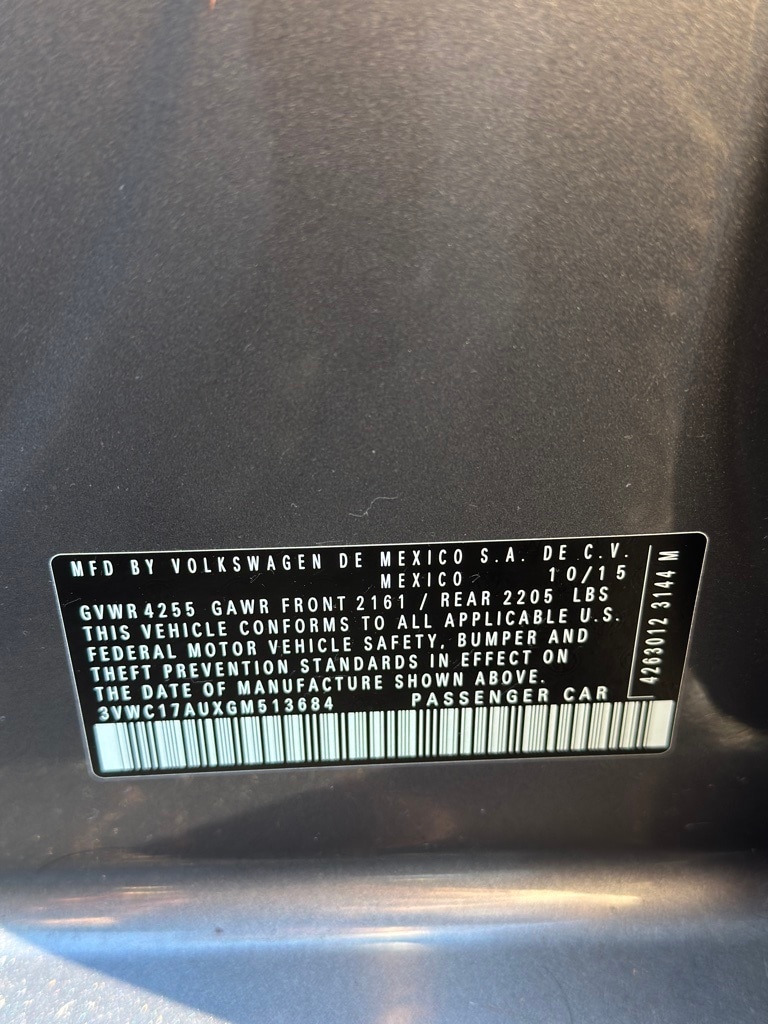 MFD BY VOLKSWAGEN DE MEXICO S.A. DE C.V.
MEXICO 10/15
GVWR 4255 GAWR FRONT 2161 / REAR 2205 LBS
THIS VEHICLE CONFORMS TO ALL APPLICABLE U.S.
FEDERAL MOTOR VEHICLE SAFETY, BUMPER AND
THEFT PREVENTION STANDARDS IN EFFECT ON
THE DATE OF MANUFACTURE SHOWN ABOVE.
3VWC17AUXGM513684 PASSENGER CAR
4263012 3144 M